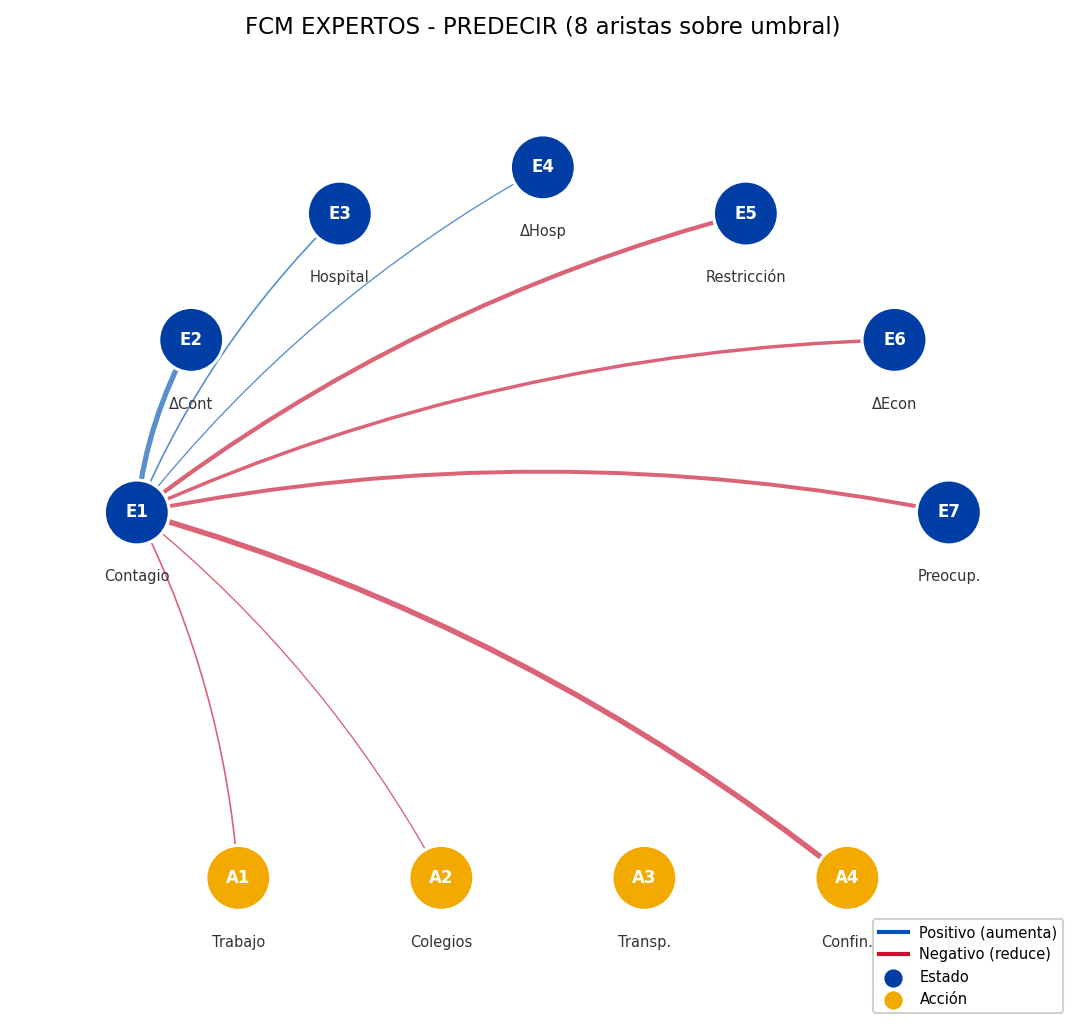 FCM EXPERTOS - PREDECIR (8 aristas sobre umbral)
E4
ΔHosp
E3
Hospital
E5
Restricción
E2
ΔCont
E6
ΔEcon
E1
Contagio
E7
Preocup.
A1
Trabajo
A2
Colegios
A3
Transp.
A4
Confin.
Positivo (aumenta)
Negativo (reduce)
Estado
Acción